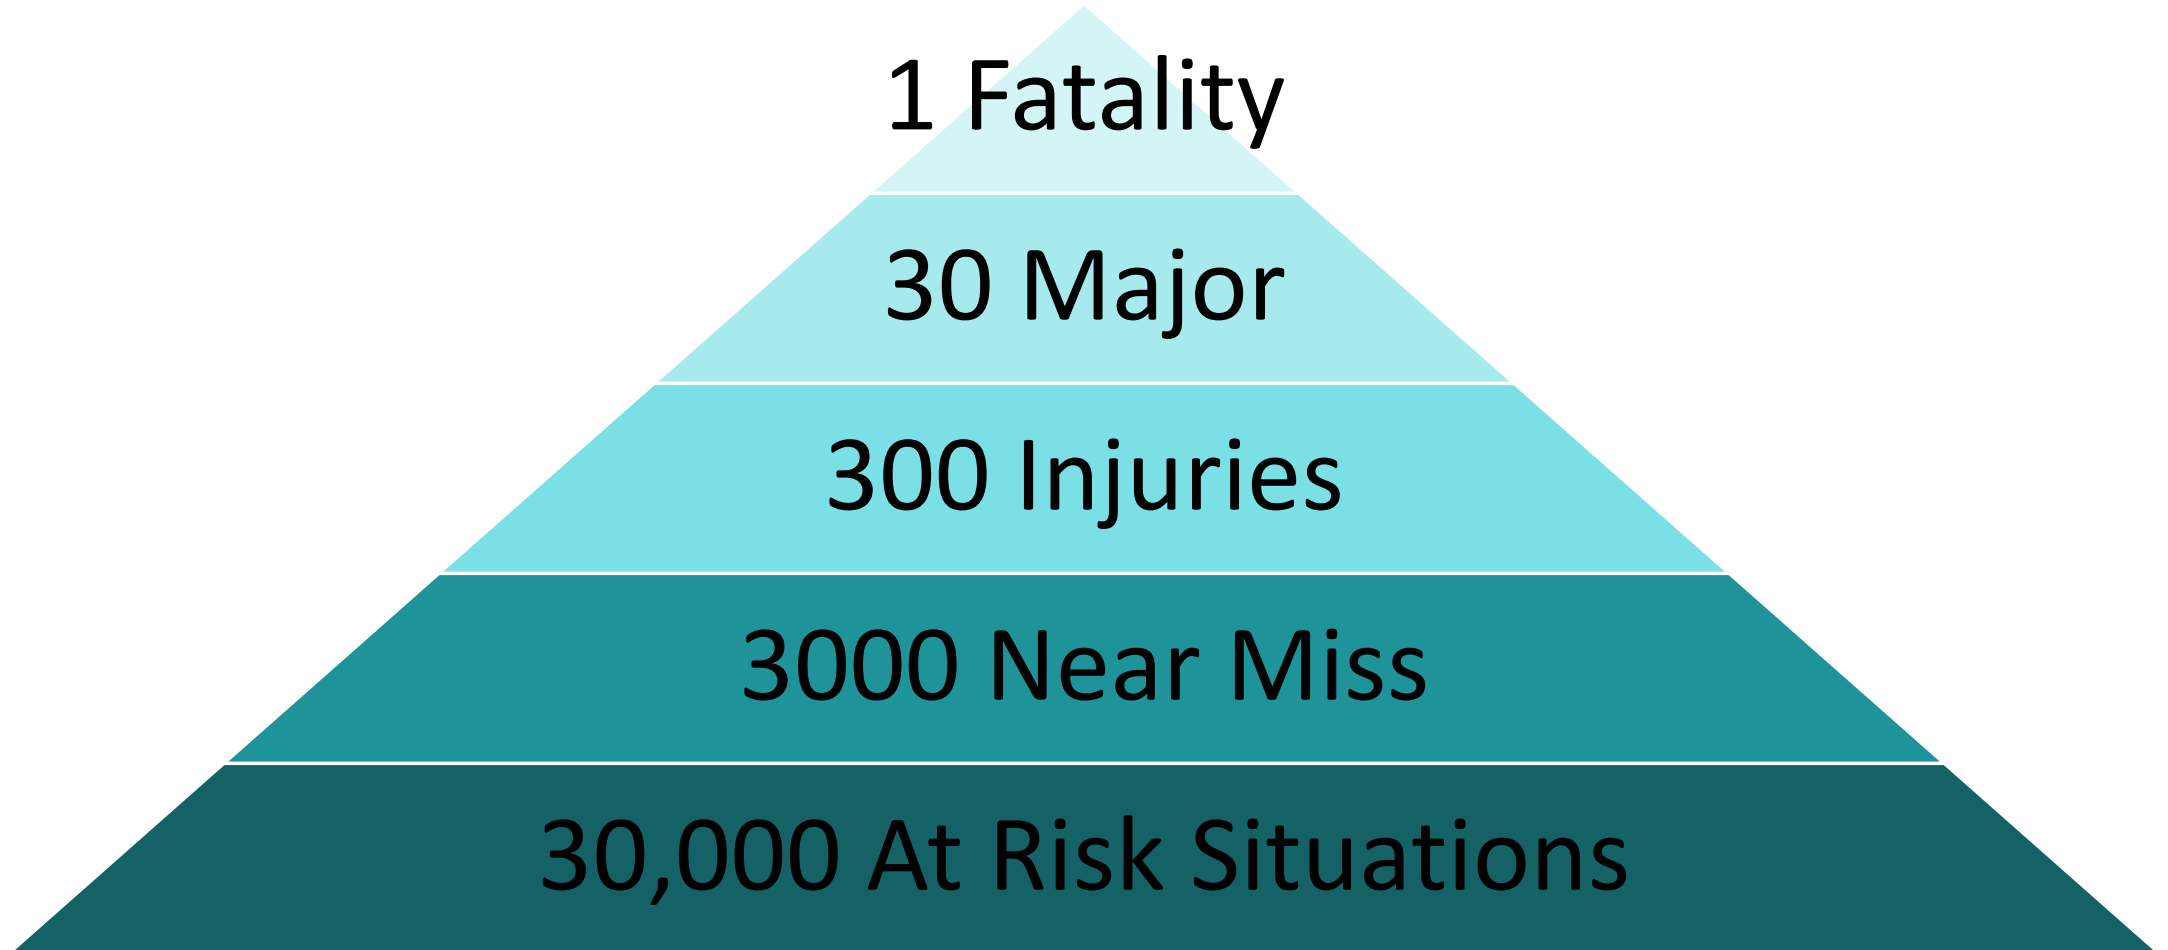 1 Fatality
30 Major
300 Injuries
3000 Near Miss
30,000 At Risk Situations